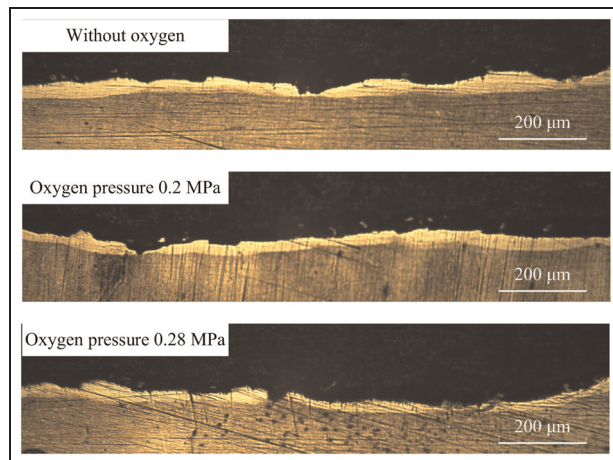 Without oxygen
200 μm
Oxygen pressure 0.2 MPa
200 μm
Oxygen pressure 0.28 MPa
200 μm